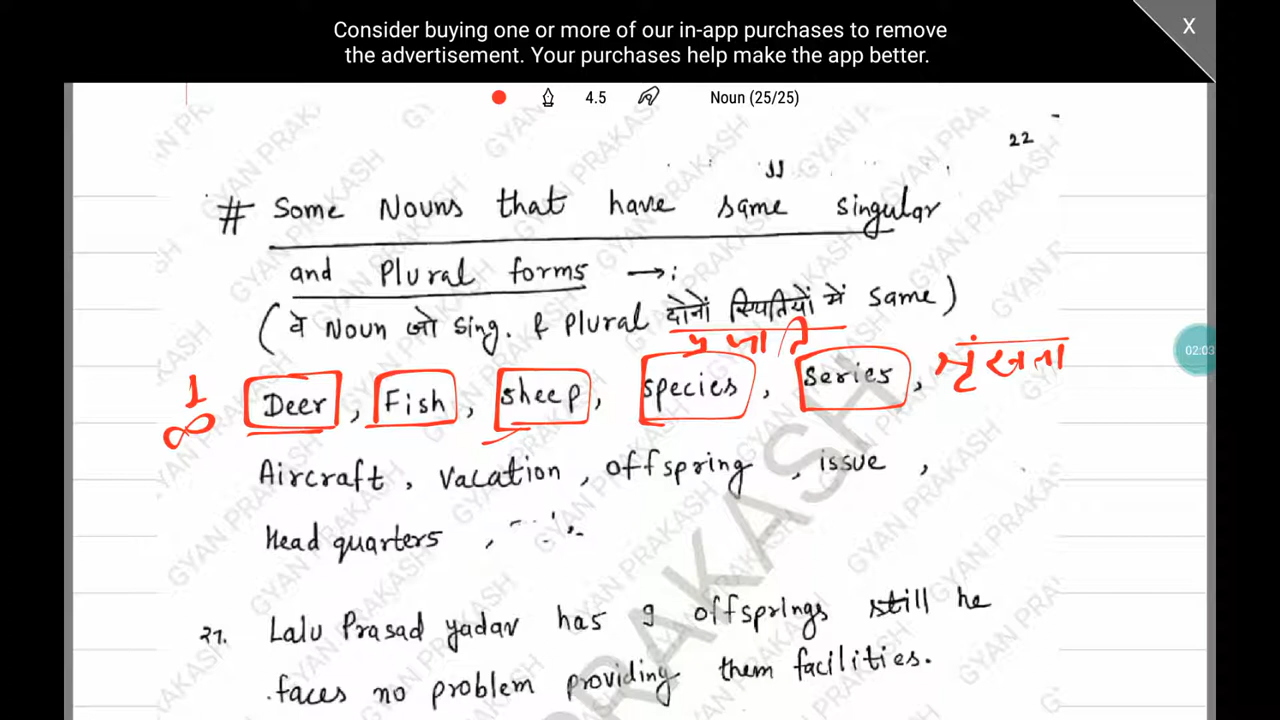 Consider buying one or more of our in-app purchases to remove
the advertisement. Your purchases help make the app better.
X
4.5 Noun (25/25)
22
# Some Nouns that have same singular
and Plural forms →:
(वे Noun जो Sing. & Plural दोनों स्थितियों में Same)
प्रजाति
1 Deer, Fish, sheep, species, series, शृंखला
∞
Aircraft, vacation, offspring, issue,
Head quarters,
02:03
27. Lalu Prasad yadav has 9 offsprings still he
faces no problem providing them facilities.
GYAN PRAKASH